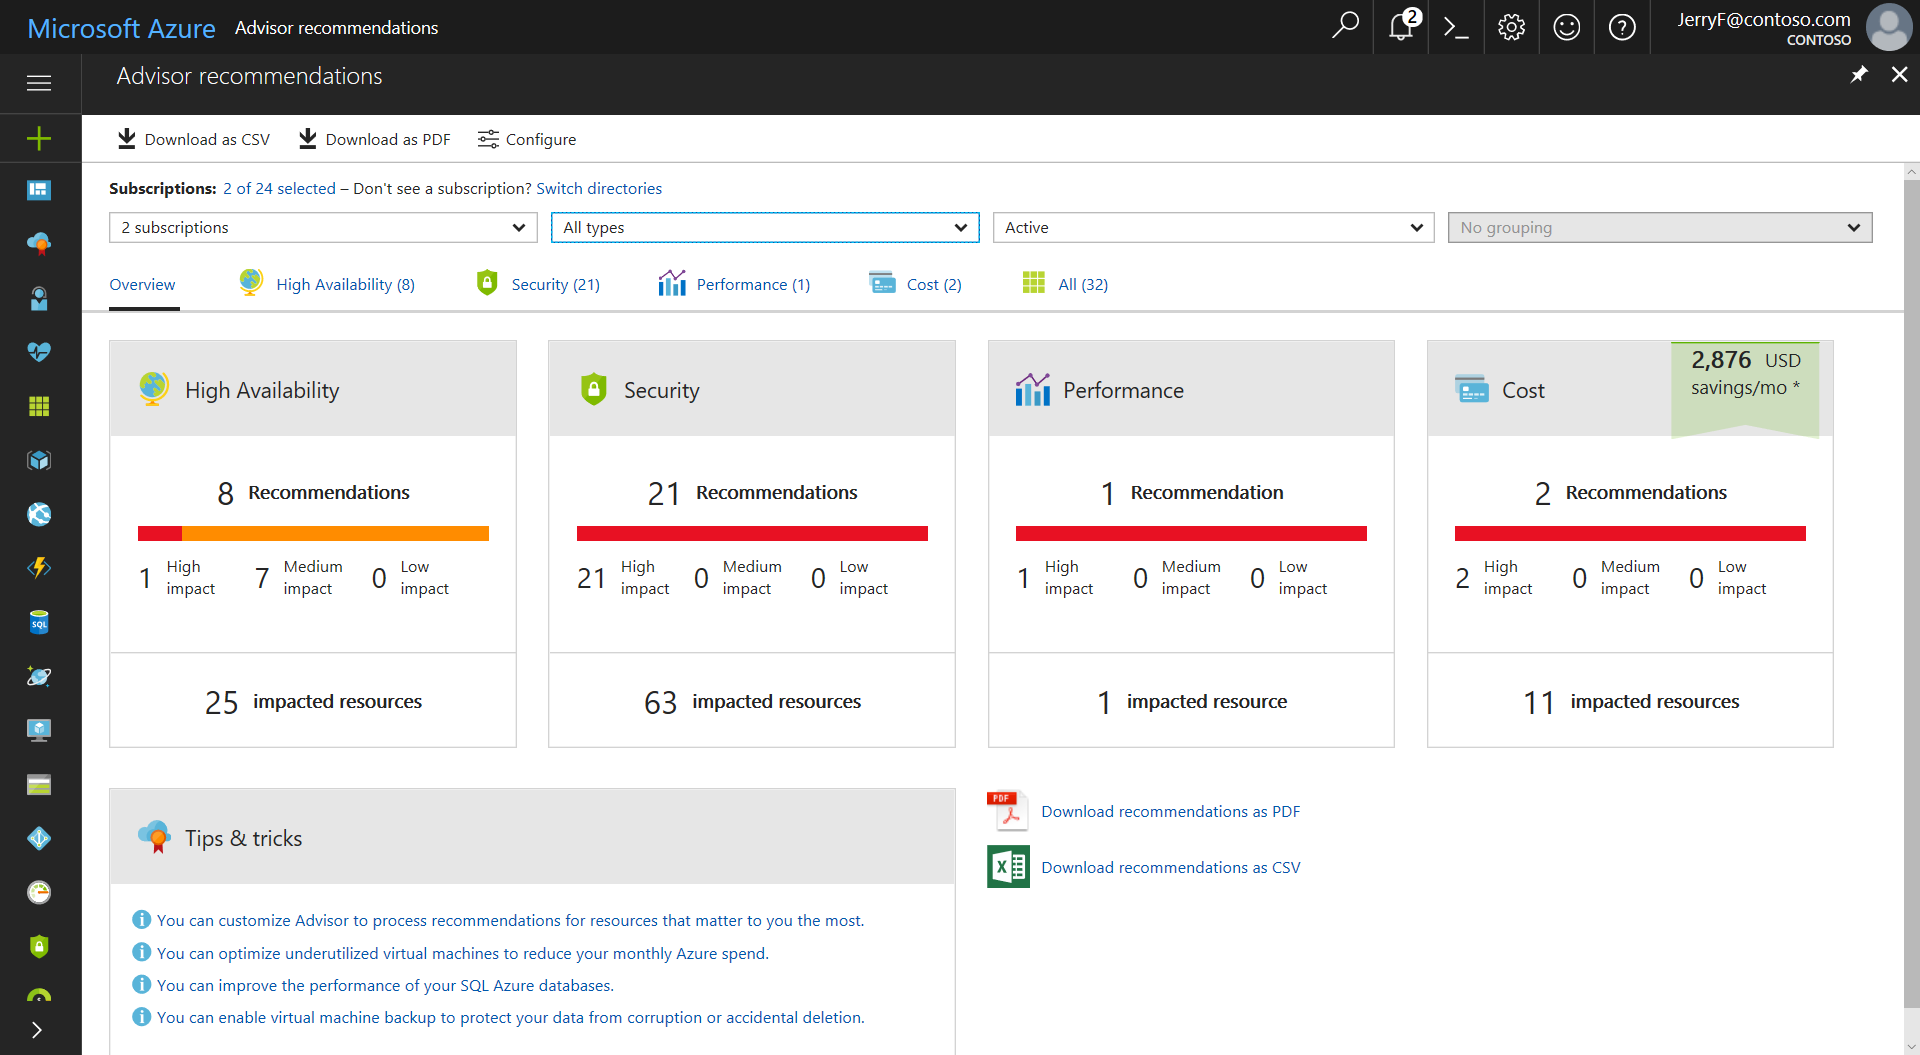 Microsoft Azure Advisor recommendations
2
JerryF@contoso.com
CONTOSO
Advisor recommendations
Download as CSV Download as PDF Configure
Subscriptions: 2 of 24 selected – Don't see a subscription? Switch directories
2 subscriptions All types Active No grouping
Overview High Availability (8) Security (21) Performance (1) Cost (2) All (32)
High Availability
8 Recommendations
1 High impact 7 Medium impact 0 Low impact
25 impacted resources
Security
21 Recommendations
21 High impact 0 Medium impact 0 Low impact
63 impacted resources
Performance
1 Recommendation
1 High impact 0 Medium impact 0 Low impact
1 impacted resource
Cost
2,876 USD
savings/mo *
2 Recommendations
2 High impact 0 Medium impact 0 Low impact
11 impacted resources
SQL
Tips & tricks
You can customize Advisor to process recommendations for resources that matter to you the most.
You can optimize underutilized virtual machines to reduce your monthly Azure spend.
You can improve the performance of your SQL Azure databases.
You can enable virtual machine backup to protect your data from corruption or accidental deletion.
PDF
Download recommendations as PDF
X
Download recommendations as CSV